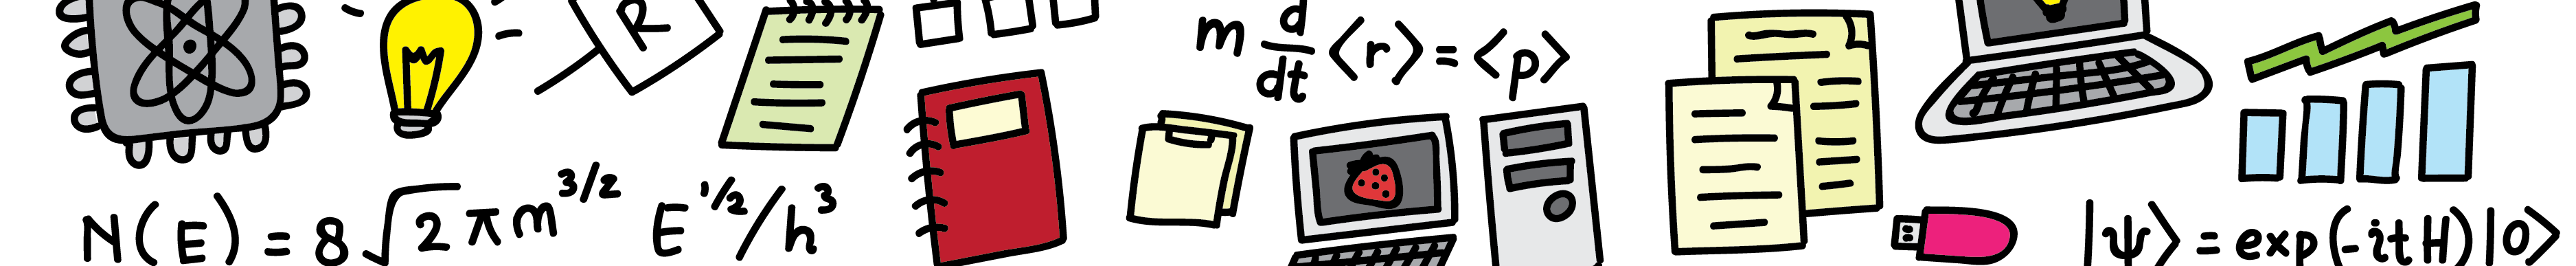 R
m d/dt ⟨r⟩ = ⟨p⟩
N(E) = 8√2 π m^3/2 E^1/2 / h^3
|ψ⟩ = exp(-itH)|0⟩